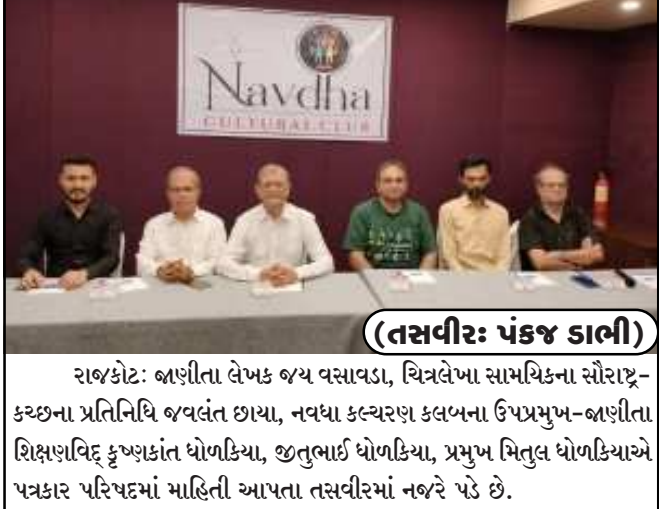 Navdha
CULTURAL CLUB
(તસવીરઃ પંકજ ડાભી)
રાજકોટઃ જાણીતા લેખક જય વસાવડા, ચિત્રલેખા સામયિકના સૌરાષ્ટ્ર-
કચ્છના પ્રતિનિધિ જવલંત છાયા, નવધા કલ્ચરણ કલબના ઉપપ્રમુખ-જાણીતા
શિક્ષણવિદ્ કૃષ્ણકાંત ધોળકિયા, જીતુભાઈ ધોળકિયા, પ્રમુખ મિતુલ ધોળકિયાએ
પત્રકાર પરિષદમાં માહિતી આપતા તસવીરમાં નજરે પડે છે.